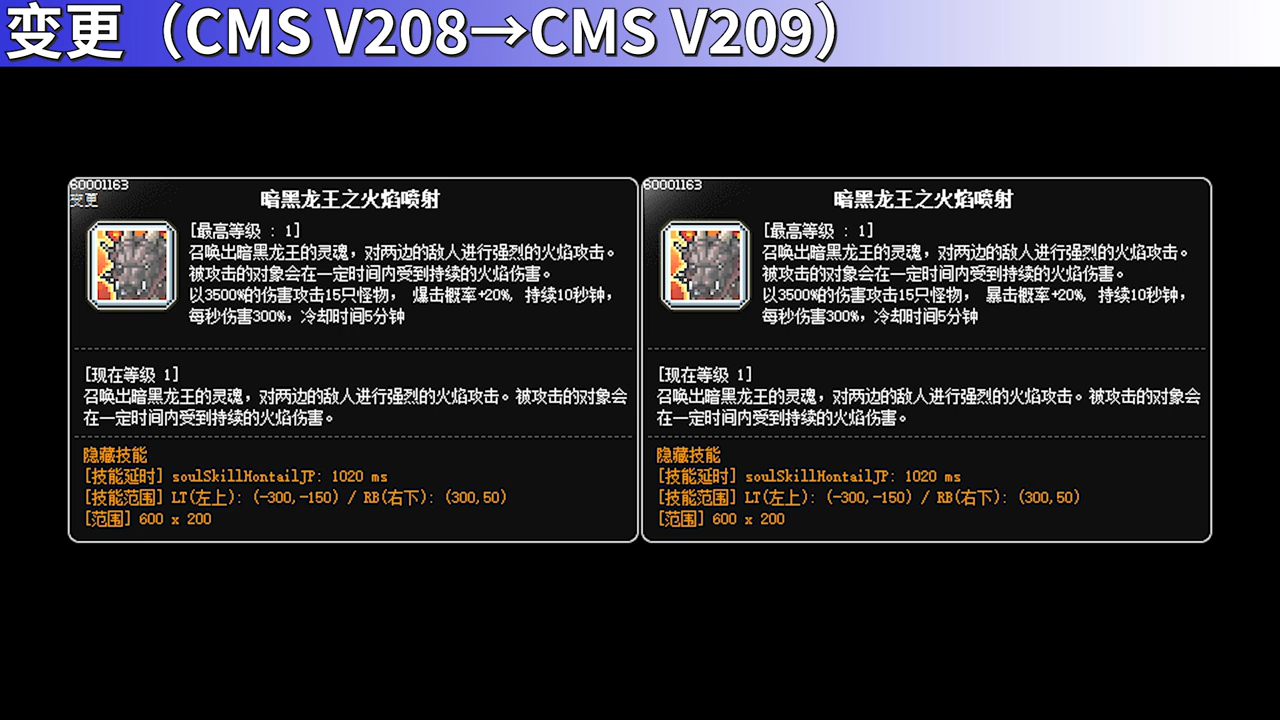 变更（CMS V208→CMS V209）
60001163
变更
暗黑龙王之火焰喷射
[最高等级 : 1]
召唤出暗黑龙王的灵魂，对两边的敌人进行强烈的火焰攻击。
被攻击的对象会在一定时间内受到持续的火焰伤害。
以3500%的伤害攻击15只怪物， 爆击概率+20%, 持续10秒钟，
每秒伤害300%，冷却时间5分钟
[现在等级 1]
召唤出暗黑龙王的灵魂，对两边的敌人进行强烈的火焰攻击。被攻击的对象会
在一定时间内受到持续的火焰伤害。
隐藏技能
[技能延时] soulSkillHontailJP: 1020 ms
[技能范围] LT(左上): (-300,-150) / RB(右下): (300,50)
[范围] 600 x 200
60001163
暗黑龙王之火焰喷射
[最高等级 : 1]
召唤出暗黑龙王的灵魂，对两边的敌人进行强烈的火焰攻击。
被攻击的对象会在一定时间内受到持续的火焰伤害。
以3500%的伤害攻击15只怪物， 暴击概率+20%, 持续10秒钟，
每秒伤害300%，冷却时间5分钟
[现在等级 1]
召唤出暗黑龙王的灵魂，对两边的敌人进行强烈的火焰攻击。被攻击的对象会
在一定时间内受到持续的火焰伤害。
隐藏技能
[技能延时] soulSkillHontailJP: 1020 ms
[技能范围] LT(左上): (-300,-150) / RB(右下): (300,50)
[范围] 600 x 200